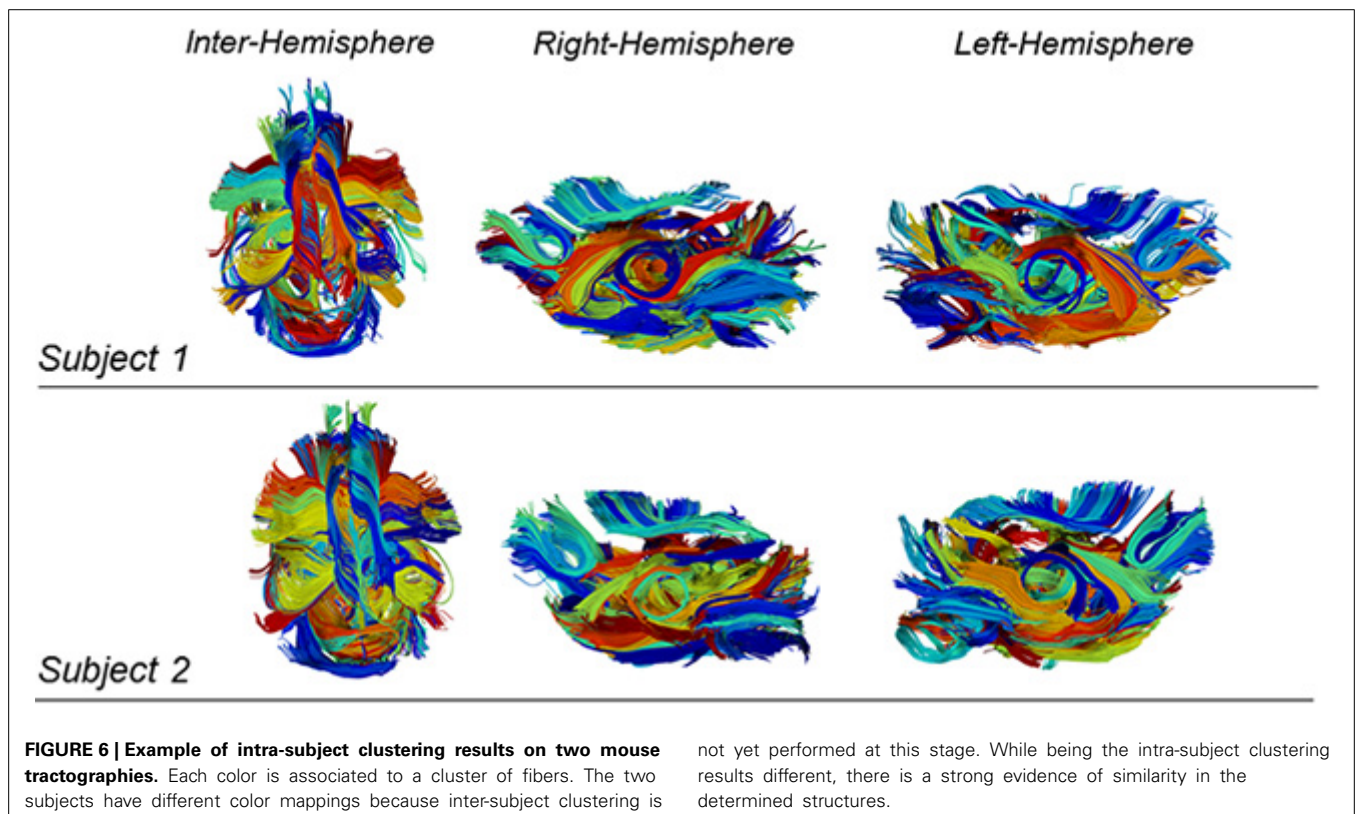 Inter-Hemisphere
Right-Hemisphere
Left-Hemisphere
Subject 1
Subject 2
FIGURE 6 | Example of intra-subject clustering results on two mouse
tractographies. Each color is associated to a cluster of fibers. The two
subjects have different color mappings because inter-subject clustering is
not yet performed at this stage. While being the intra-subject clustering
results different, there is a strong evidence of similarity in the
determined structures.